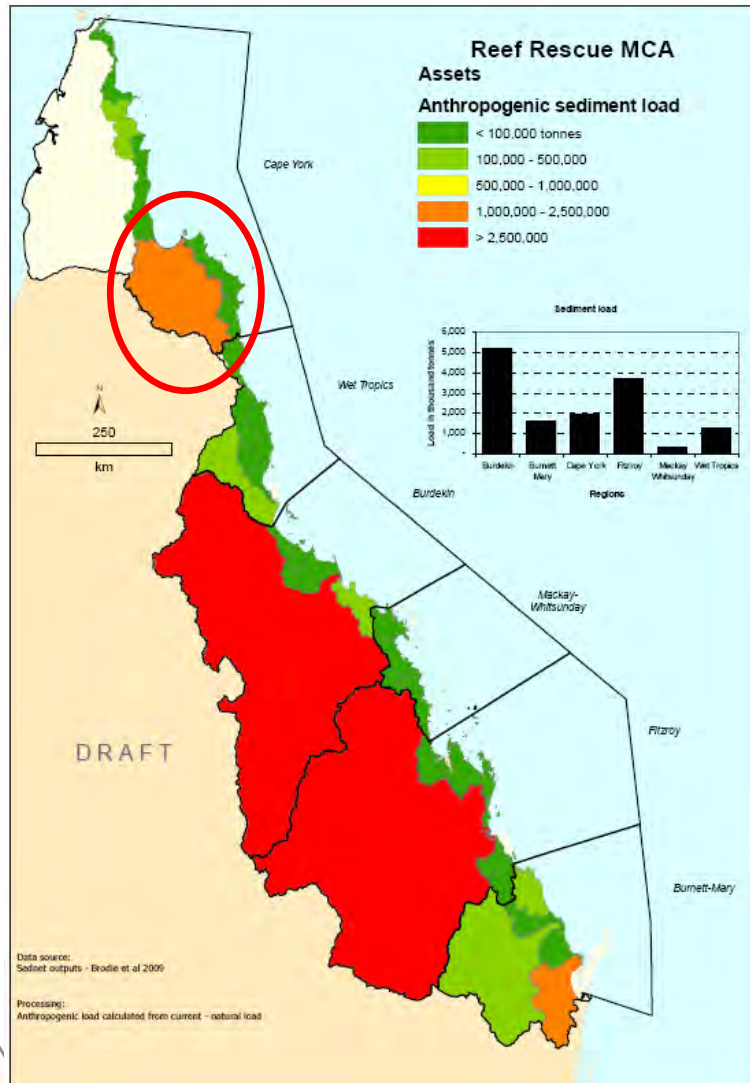 Reef Rescue MCA
Assets
Anthropogenic sediment load
< 100.000 tonnes
100,000 - 500,000
500,000 - 1,000,000
1,000,000 - 2,500,000
> 2,500,000
Cape York
Sediment load
Load in thousand tonnes
6,000
5,000
4,000
3,000
2,000
1,000
-
Burdekin
Burnett Mary
Cape York
Fitzroy
Mackay Whitsunday
Wet Tropics
Regions
N
250
km
Wet Tropics
Burdekin
Mackay-
Whitsunday
Fitzroy
DRAFT
Burnett-Mary
Data source:
Sednet outputs - Brodie et al 2009
Processing:
Anthropogenic load calculated from current - natural load